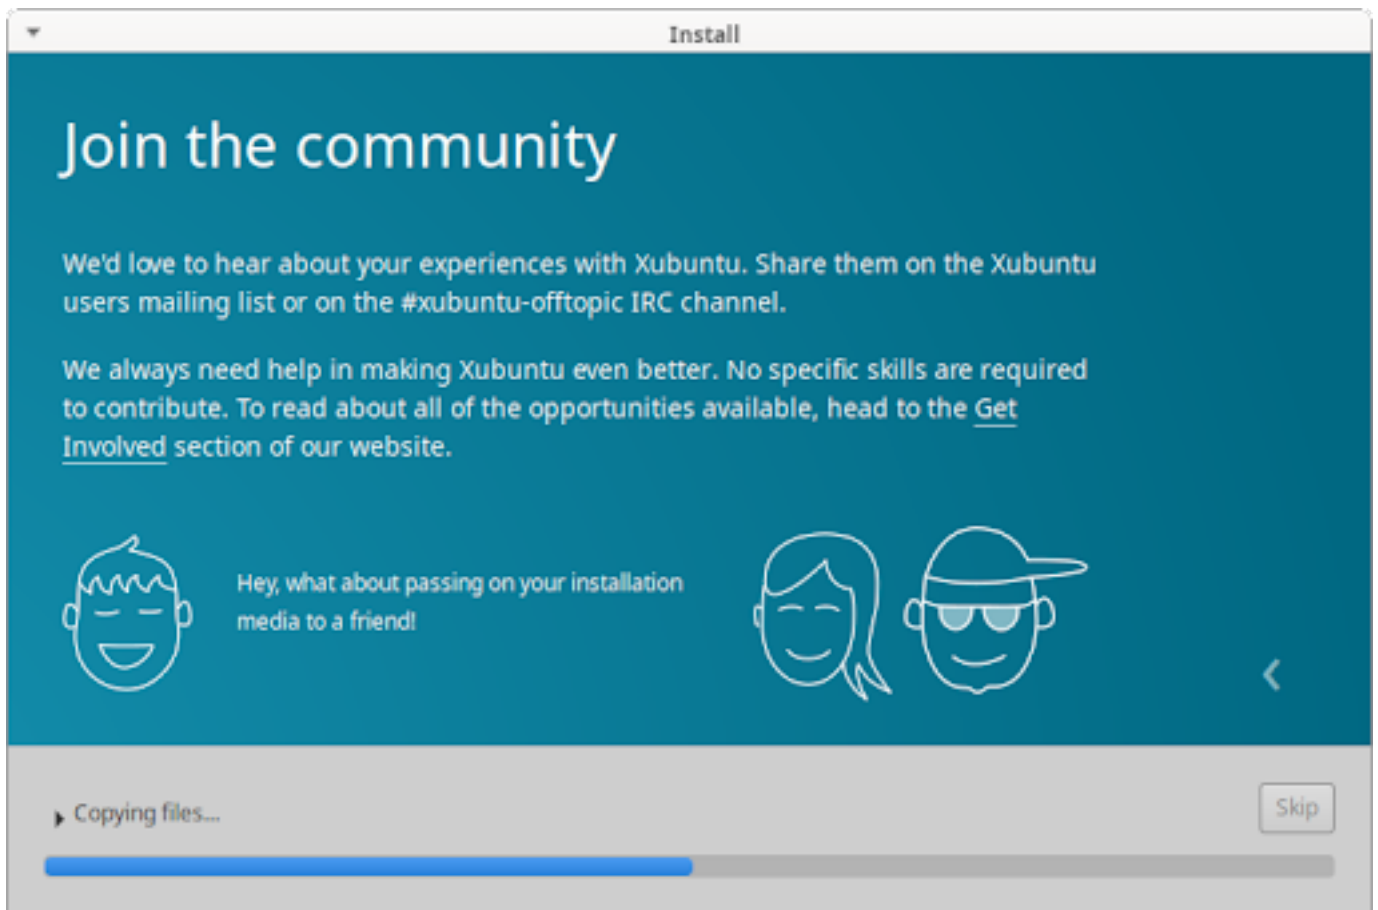 Install
Join the community
We'd love to hear about your experiences with Xubuntu. Share them on the Xubuntu
users mailing list or on the #xubuntu-offtopic IRC channel.
We always need help in making Xubuntu even better. No specific skills are required
to contribute. To read about all of the opportunities available, head to the Get
Involved section of our website.
Hey, what about passing on your installation
media to a friend!
Copying files...
Skip